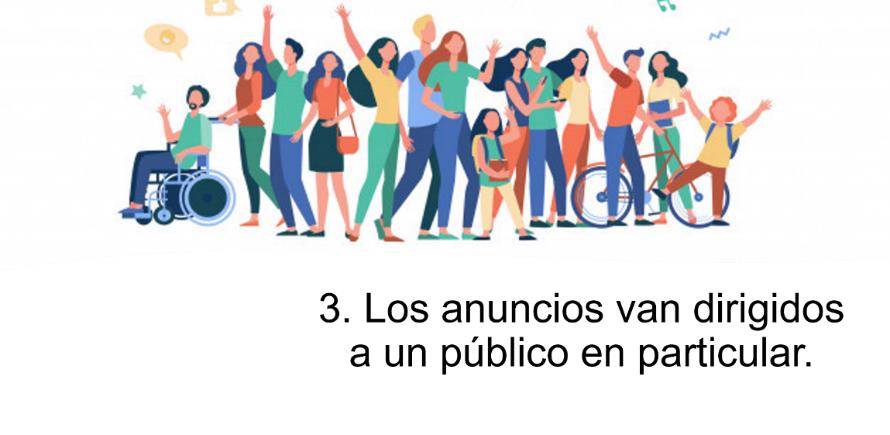 3. Los anuncios van dirigidos
a un público en particular.